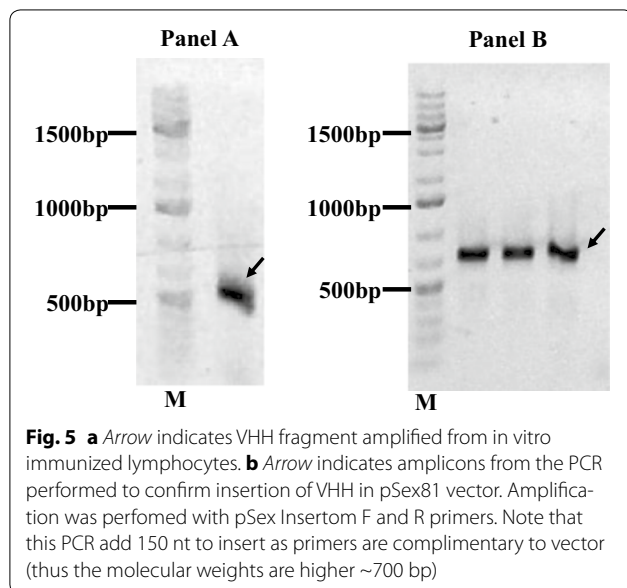 Panel A
Panel B
1500bp
1000bp
500bp
M
1500bp
1000bp
500bp
M
Fig. 5 a Arrow indicates VHH fragment amplified from in vitro
immunized lymphocytes. b Arrow indicates amplicons from the PCR
performed to confirm insertion of VHH in pSex81 vector. Amplifica-
tion was perfomed with pSex Insertom F and R primers. Note that
this PCR add 150 nt to insert as primers are complimentary to vector
(thus the molecular weights are higher ~700 bp)